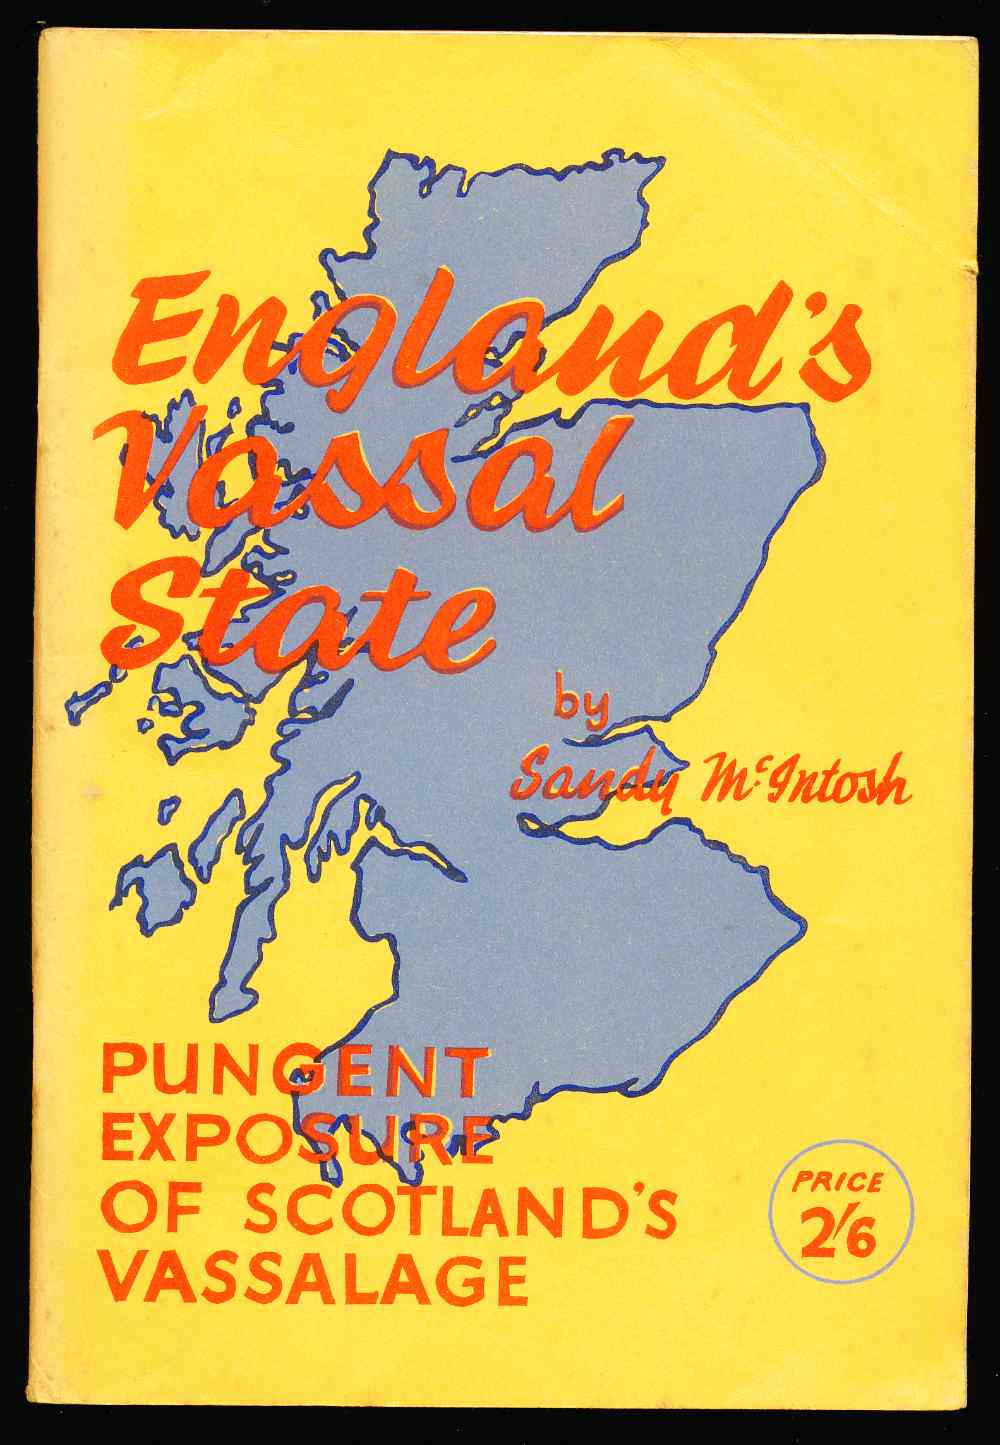 England's
Vassal
State
by
Sandy McIntosh
PUNGENT
EXPOSURE
OF SCOTLAND'S
VASSALAGE
PRICE
2/6